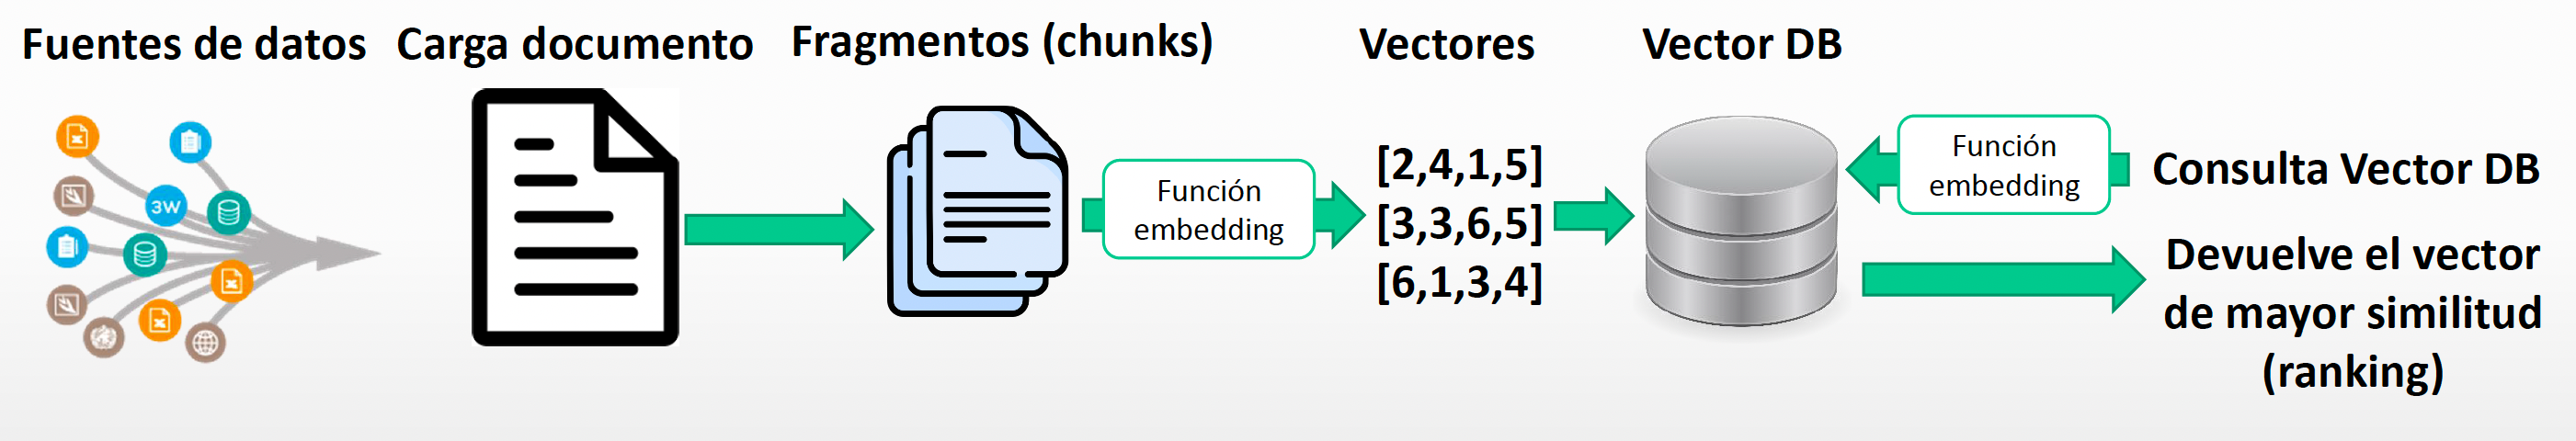 Fuentes de datos
Carga documento
Fragmentos (chunks)
Vectores
Vector DB
3W
Función
embedding
[2,4,1,5]
[3,3,6,5]
[6,1,3,4]
Función
embedding
Consulta Vector DB
Devuelve el vector
de mayor similitud
(ranking)